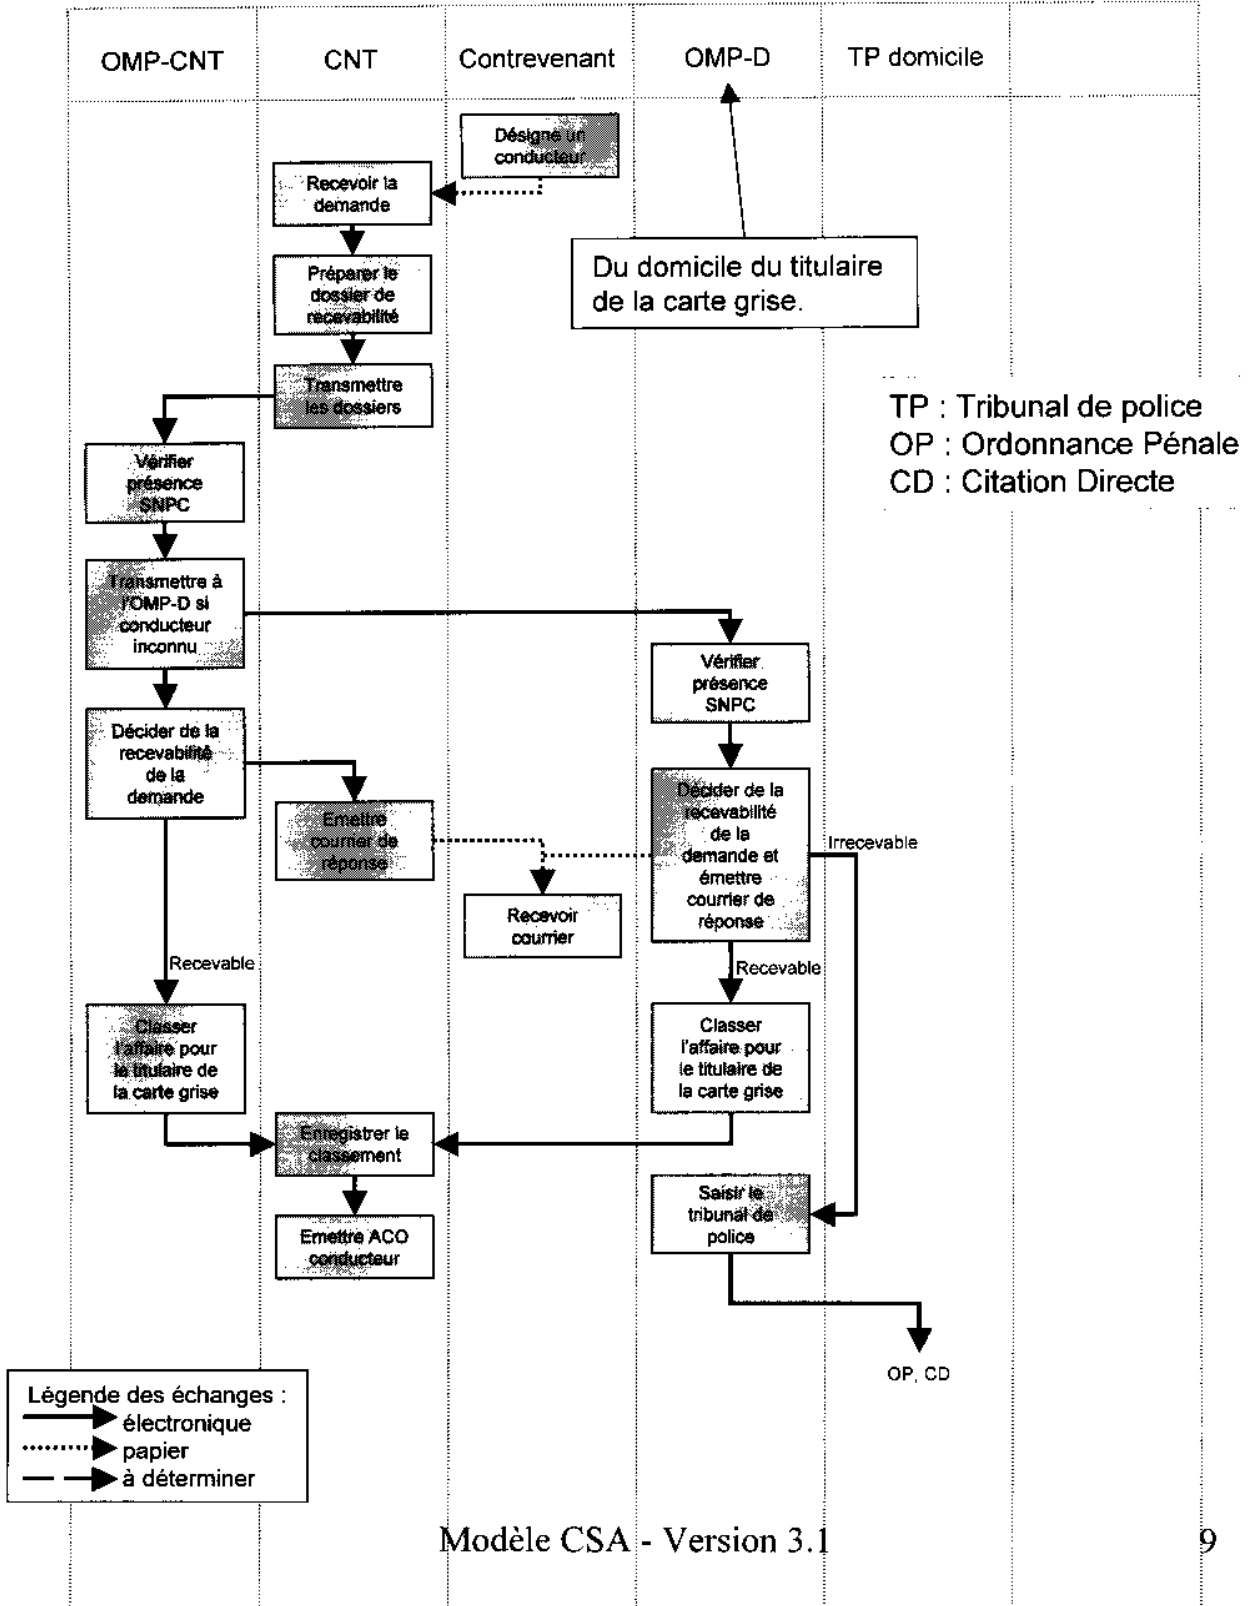 OMP-CNT
CNT
Contrevenant
OMP-D
TP domicile
Désigne un
conducteur
Recevoir la
demande
Du domicile du titulaire
de la carte grise.
Préparer le
dossier de
recevabilité
Transmettre
les dossiers
TP : Tribunal de police
OP : Ordonnance Pénale
CD : Citation Directe
Vérifier
présence
SNPC
Transmettre à
l'OMP-D si
conducteur
inconnu
Vérifier
présence
SNPC
Décider de la
recevabilité
de la
demande
Emettre
courrier de
réponse
Décider de la
recevabilité
de la
demande et
émettre
courrier de
réponse
Irrecevable
Recevoir
courrier
Recevable
Recevable
Classer
l'affaire pour
le titulaire de
la carte grise
Classer
l'affaire pour
le titulaire de
la carte grise
Enregistrer le
classement
Saisir le
tribunal de
police
Emettre ACO
conducteur
OP, CD
Légende des échanges :
électronique
papier
à déterminer
Modèle CSA - Version 3.1
9